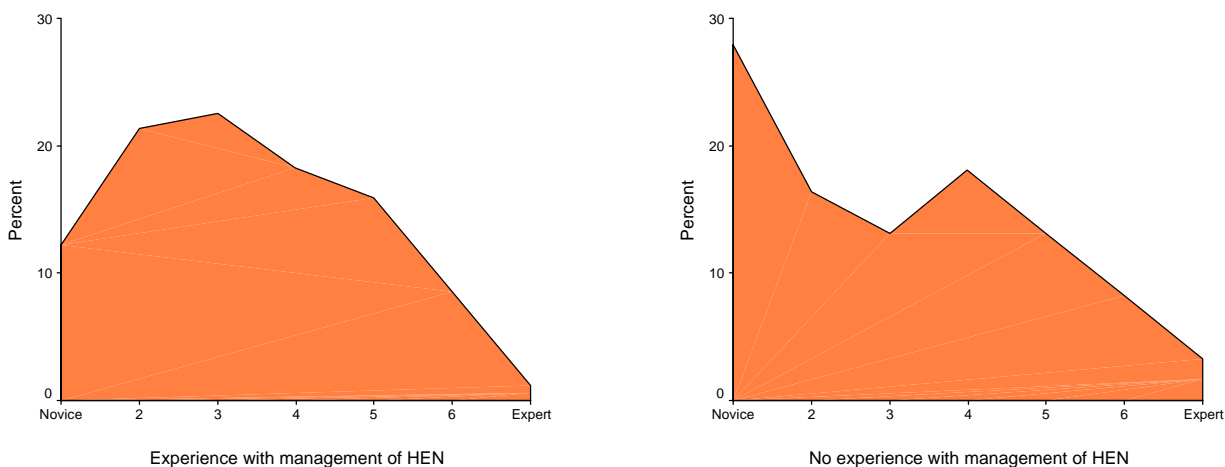 30
20
10
0
Percent
Novice 2 3 4 5 6 Expert
Experience with management of HEN
30
20
10
0
Percent
Novice 2 3 4 5 6 Expert
No experience with management of HEN